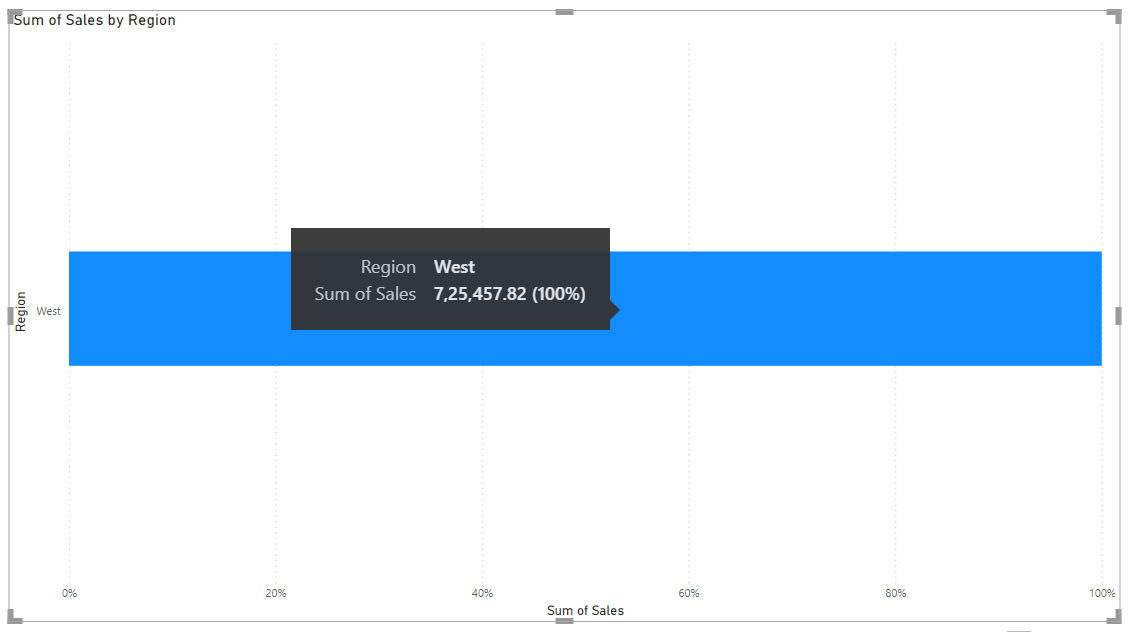 Sum of Sales by Region
Region West
Sum of Sales 7,25,457.82 (100%)
Region
West
0% 20% 40% 60% 80% 100%
Sum of Sales